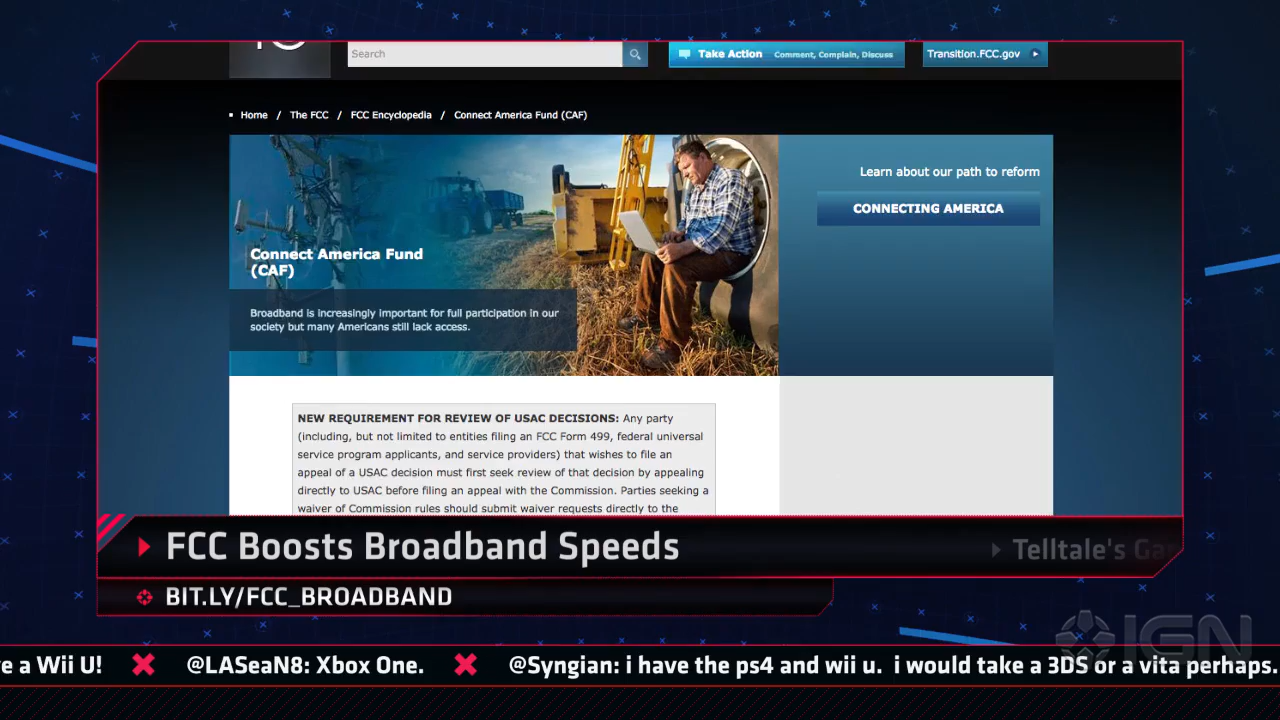 Search
Take Action Comment, Complain, Discuss
Transition.FCC.gov
Home / The FCC / FCC Encyclopedia / Connect America Fund (CAF)
Learn about our path to reform
CONNECTING AMERICA
Connect America Fund
(CAF)
Broadband is increasingly important for full participation in our
society but many Americans still lack access.
NEW REQUIREMENT FOR REVIEW OF USAC DECISIONS: Any party
(including, but not limited to entities filing an FCC Form 499, federal universal
service program applicants, and service providers) that wishes to file an
appeal of a USAC decision must first seek review of that decision by appealing
directly to USAC before filing an appeal with the Commission. Parties seeking a
waiver of Commission rules should submit waiver requests directly to the
FCC Boosts Broadband Speeds
Telltale's
BIT.LY/FCC_BROADBAND
IGN
a Wii U! @LASeaN8: Xbox One. @Syngian: i have the ps4 and wii u. i would take a 3DS or a vita perhaps.